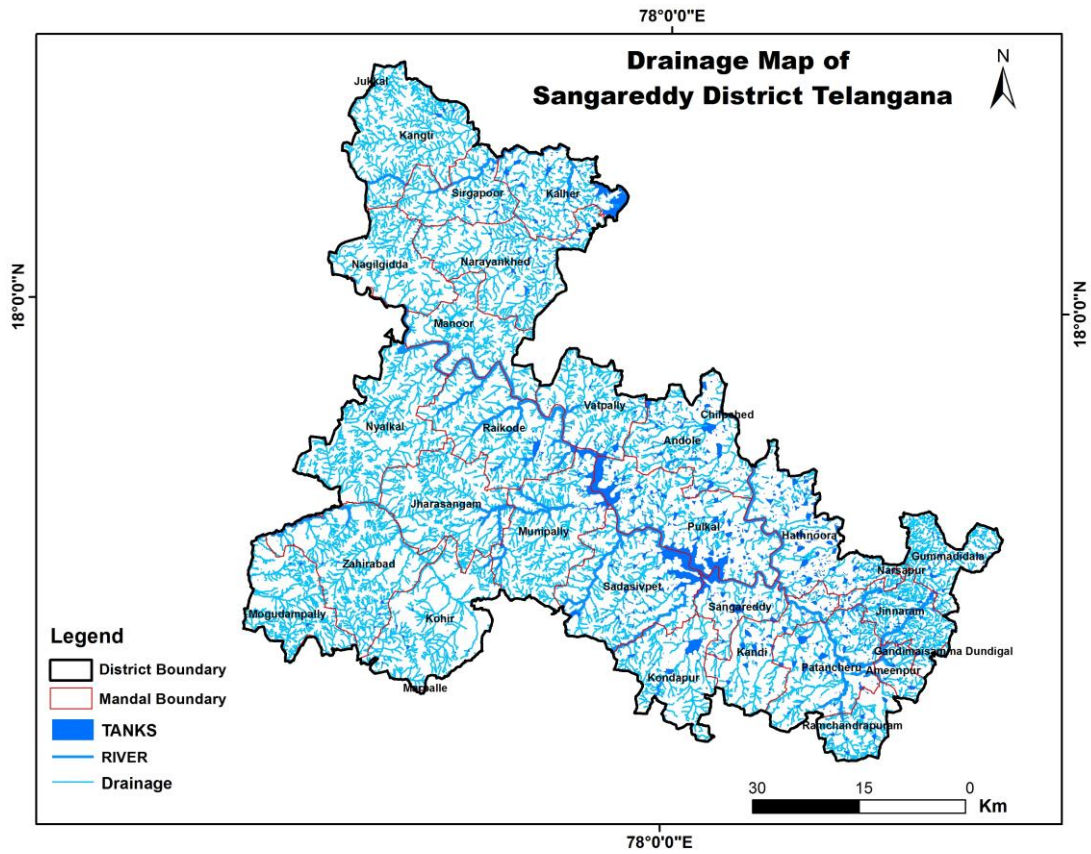 78°0'0"E
Drainage Map of
Sangareddy District Telangana
N
Jukkal
Kangti
Sirgapoor
Kalher
Nagilgidda
Narayankhed
18°0'0"N
18°0'0"N
Manoor
Vatpally
Chilpched
Nyalkal
Raikode
Andole
Jharasangam
Munipally
Pulkal
Hathnoora
Gummadidala
Zahirabad
Narsapur
Sadasivpet
Mogudampally
Kohir
Sangareddy
Jinnaram
Kandi
Gandimaisamma Dundigal
Patancheru
Ameenpur
Kondapur
Marpalle
Ramchandrapuram
Legend
District Boundary
Mandal Boundary
TANKS
RIVER
Drainage
30 15 0
Km
78°0'0"E